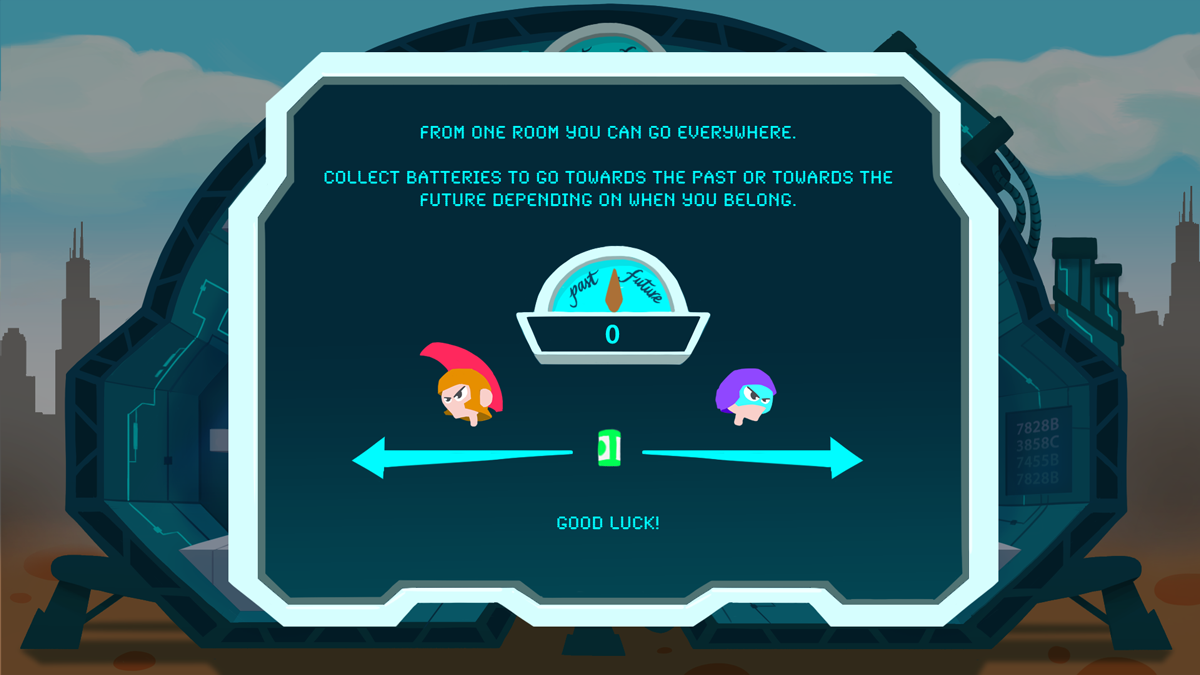 FROM ONE ROOM YOU CAN GO EVERYWHERE.
COLLECT BATTERIES TO GO TOWARDS THE PAST OR TOWARDS THE
FUTURE DEPENDING ON WHEN YOU BELONG.
past future
0
GOOD LUCK!
7828B
3858C
7455B
7828B